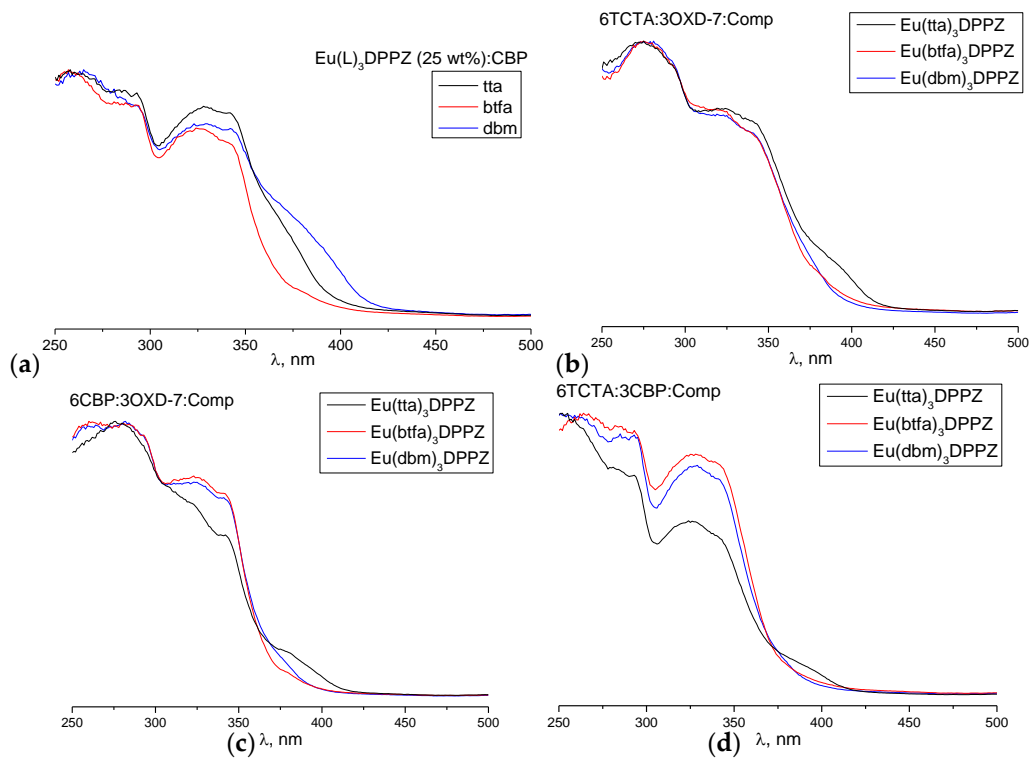 Eu(L)₃DPPZ (25 wt%):CBP
tta
btfa
dbm
250 300 350 400 450 500
λ, nm
(a)
6TCTA:3OXD-7:Comp
Eu(tta)₃DPPZ
Eu(btfa)₃DPPZ
Eu(dbm)₃DPPZ
250 300 350 400 450 500
λ, nm
(b)
6CBP:3OXD-7:Comp
Eu(tta)₃DPPZ
Eu(btfa)₃DPPZ
Eu(dbm)₃DPPZ
250 300 350 400 450 500
(c) λ, nm
6TCTA:3CBP:Comp
Eu(tta)₃DPPZ
Eu(btfa)₃DPPZ
Eu(dbm)₃DPPZ
250 300 350 400 450 500
(d) λ, nm